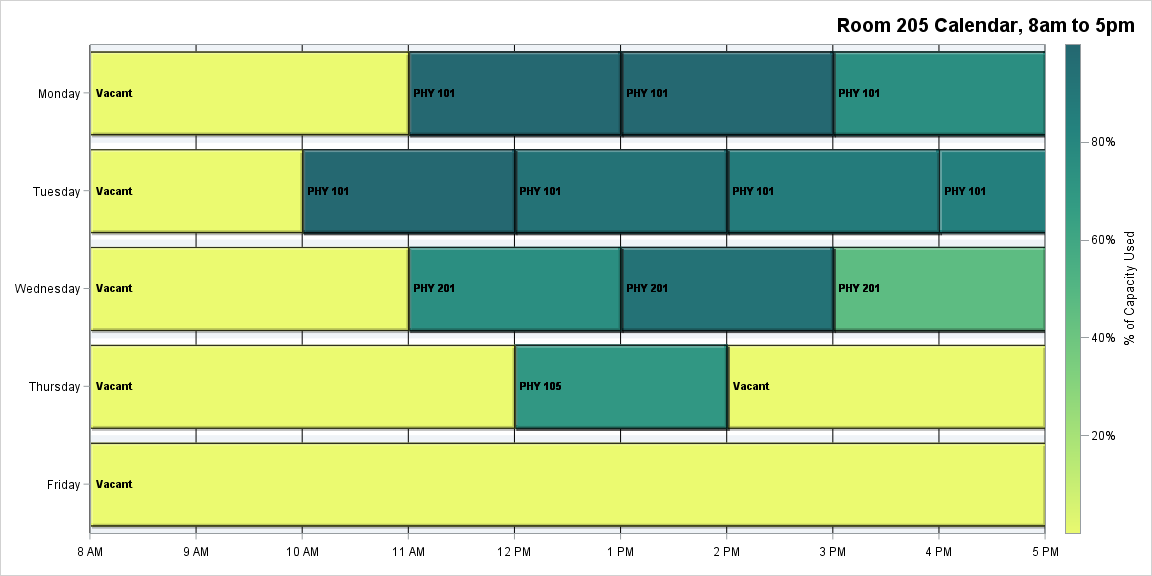 Room 205 Calendar, 8am to 5pm
Monday
Vacant
PHY 101
PHY 101
PHY 101
Tuesday
Vacant
PHY 101
PHY 101
PHY 101
PHY 101
Wednesday
Vacant
PHY 201
PHY 201
PHY 201
Thursday
Vacant
PHY 105
Vacant
Friday
Vacant
8 AM
9 AM
10 AM
11 AM
12 PM
1 PM
2 PM
3 PM
4 PM
5 PM
80%
60%
40%
20%
% of Capacity Used